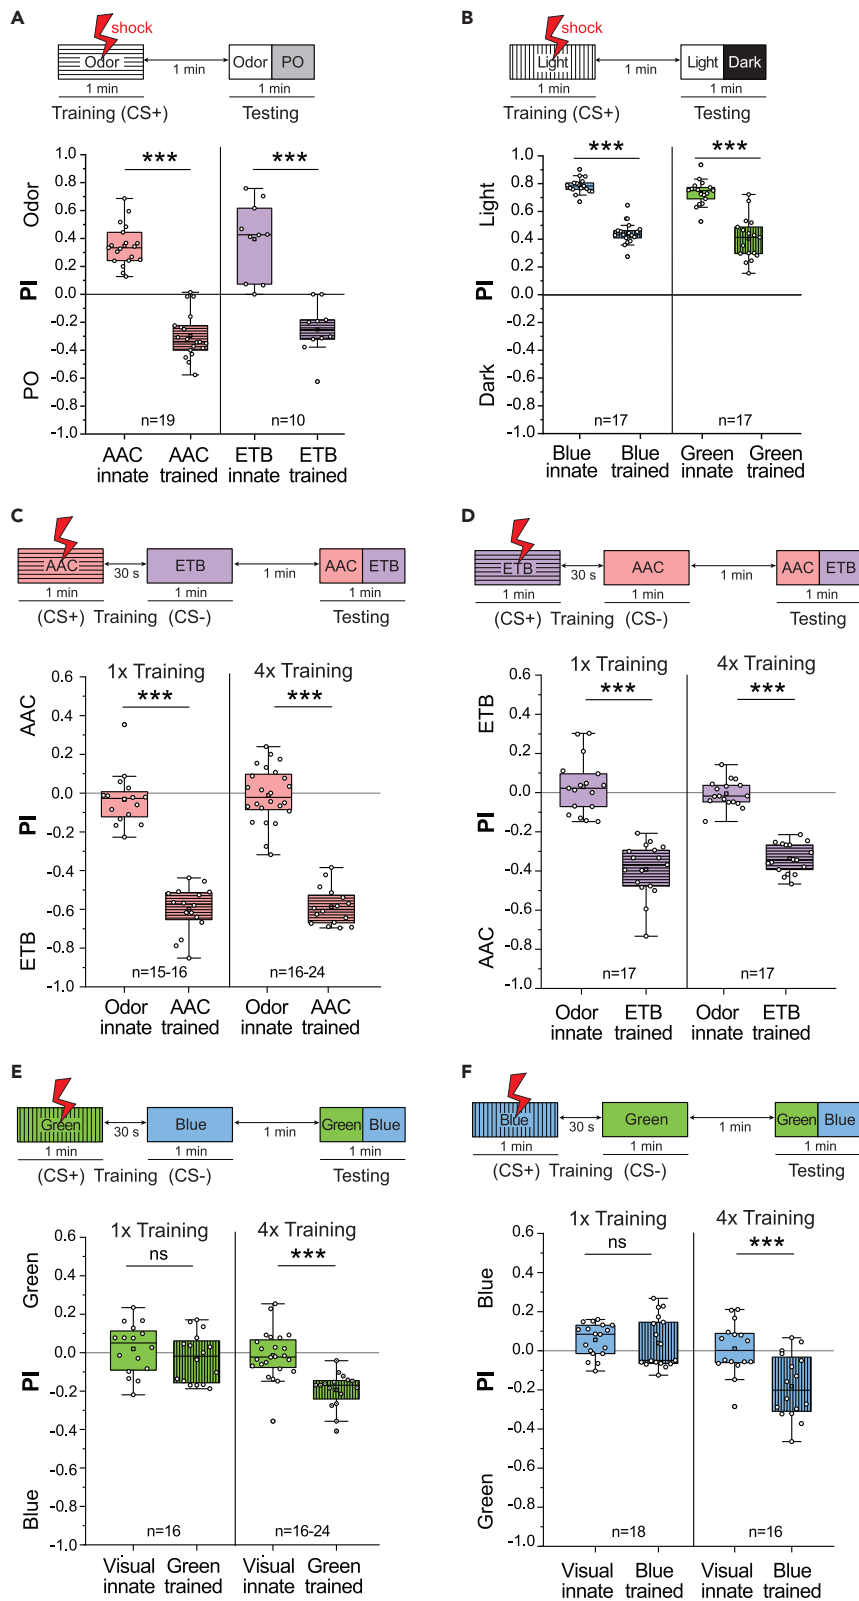 A
shock
Odor
1 min
Odor PO
1 min
1 min
Training (CS+)
Testing
Odor
PI
PO
1.0
0.8
0.6
0.4
0.2
0.0
-0.2
-0.4
-0.6
-0.8
-1.0
***
***
n=19
n=10
AAC innate
AAC trained
ETB innate
ETB trained
B
shock
Light
1 min
Light Dark
1 min
1 min
Training (CS+)
Testing
Light
PI
Dark
1.0
0.8
0.6
0.4
0.2
0.0
-0.2
-0.4
-0.6
-0.8
-1.0
***
***
n=17
n=17
Blue innate
Blue trained
Green innate
Green trained
C
AAC
30 s
ETB
1 min
AAC ETB
1 min
1 min
1 min
(CS+) Training (CS-)
Testing
AAC
PI
ETB
0.6
0.4
0.2
0.0
-0.2
-0.4
-0.6
-0.8
-1.0
1x Training
4x Training
***
***
n=15-16
n=16-24
Odor innate
AAC trained
Odor innate
AAC trained
D
ETB
30 s
AAC
1 min
AAC ETB
1 min
1 min
1 min
(CS+) Training (CS-)
Testing
ETB
PI
AAC
0.6
0.4
0.2
0.0
-0.2
-0.4
-0.6
-0.8
-1.0
1x Training
4x Training
***
***
n=17
n=17
Odor innate
ETB trained
Odor innate
ETB trained
E
Green
30 s
Blue
1 min
Green Blue
1 min
1 min
1 min
(CS+) Training (CS-)
Testing
Green
PI
Blue
0.6
0.4
0.2
0.0
-0.2
-0.4
-0.6
-0.8
-1.0
1x Training
4x Training
ns
***
n=16
n=16-24
Visual innate
Green trained
Visual innate
Green trained
F
Blue
30 s
Green
1 min
Green Blue
1 min
1 min
1 min
(CS+) Training (CS-)
Testing
Blue
PI
Green
0.6
0.4
0.2
0.0
-0.2
-0.4
-0.6
-0.8
-1.0
1x Training
4x Training
ns
***
n=18
n=16
Visual innate
Blue trained
Visual innate
Blue trained